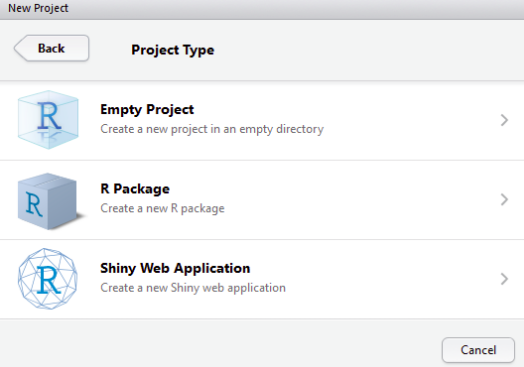 New Project
Back
Project Type
R
Empty Project
Create a new project in an empty directory
R
R Package
Create a new R package
R
Shiny Web Application
Create a new Shiny web application
Cancel